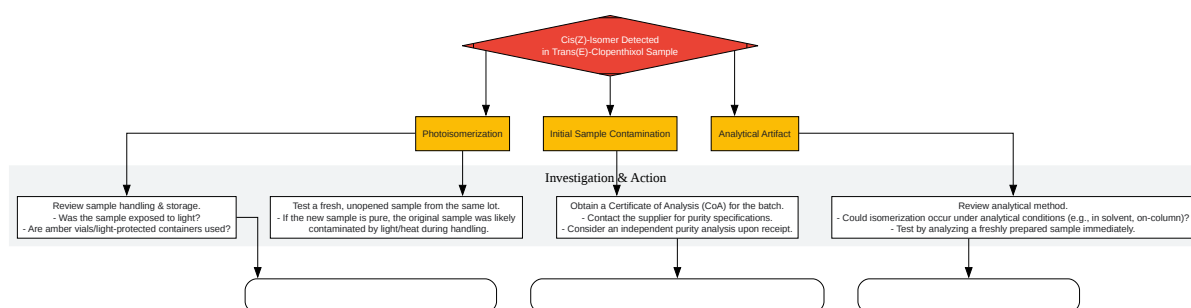 Cis(Z)-Isomer Detected
in Trans(E)-Clopenthixol Sample
Photoisomerization
Initial Sample Contamination
Analytical Artifact
Investigation & Action
Review sample handling & storage.
- Was the sample exposed to light?
- Are amber vials/light-protected containers used?
Test a fresh, unopened sample from the same lot.
- If the new sample is pure, the original sample was likely
contaminated by light/heat during handling.
Obtain a Certificate of Analysis (CoA) for the batch.
- Contact the supplier for purity specifications.
- Consider an independent purity analysis upon receipt.
Review analytical method.
- Could isomerization occur under analytical conditions (e.g., in solvent, on-column)?
- Test by analyzing a freshly prepared sample immediately.